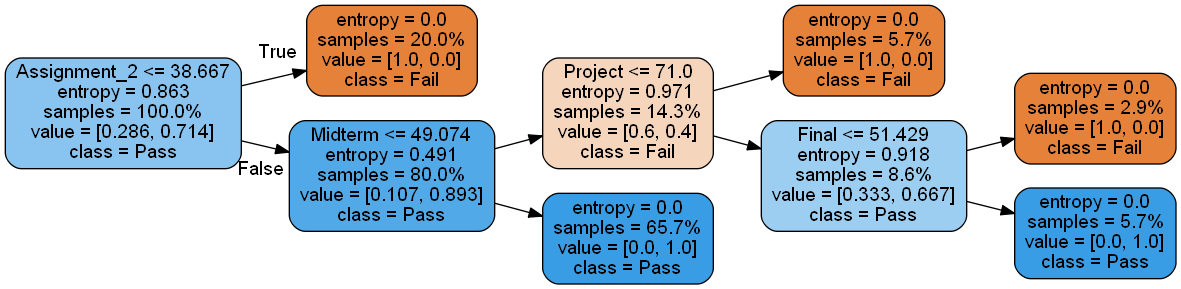 Assignment_2 <= 38.667
entropy = 0.863
samples = 100.0%
value = [0.286, 0.714]
class = Pass
True
False
entropy = 0.0
samples = 20.0%
value = [1.0, 0.0]
class = Fail
Midterm <= 49.074
entropy = 0.491
samples = 80.0%
value = [0.107, 0.893]
class = Pass
Project <= 71.0
entropy = 0.971
samples = 14.3%
value = [0.6, 0.4]
class = Fail
entropy = 0.0
samples = 65.7%
value = [0.0, 1.0]
class = Pass
entropy = 0.0
samples = 5.7%
value = [1.0, 0.0]
class = Fail
Final <= 51.429
entropy = 0.918
samples = 8.6%
value = [0.333, 0.667]
class = Pass
entropy = 0.0
samples = 2.9%
value = [1.0, 0.0]
class = Fail
entropy = 0.0
samples = 5.7%
value = [0.0, 1.0]
class = Pass